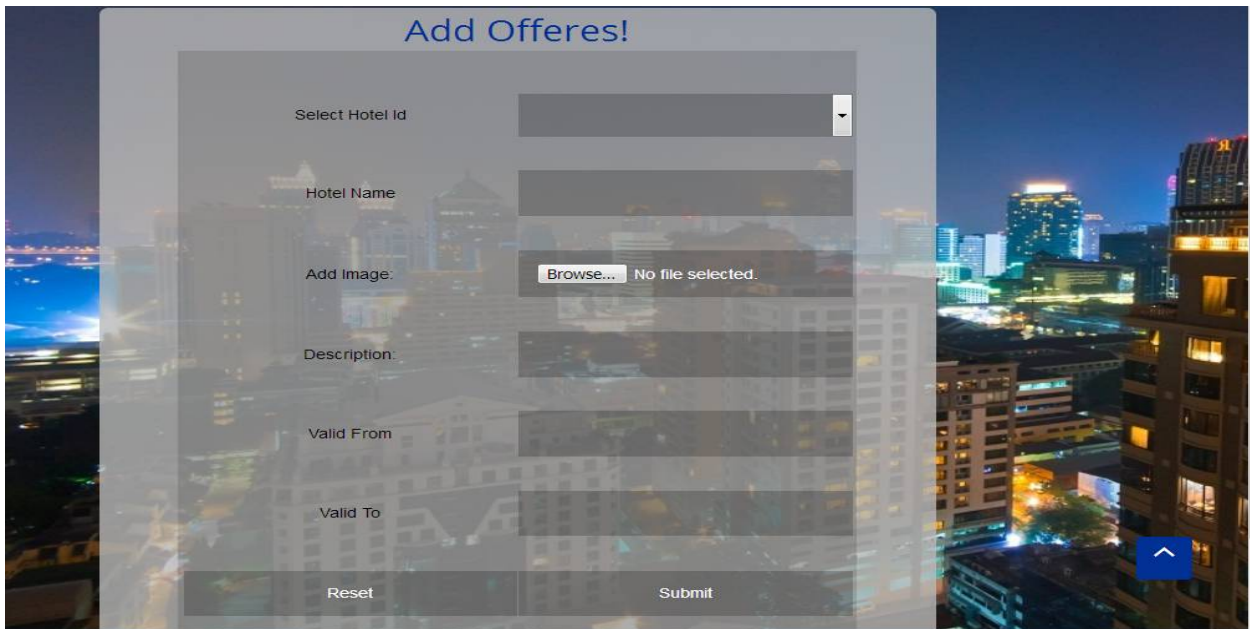 Add Offeres!
Select Hotel Id
Hotel Name
Add Image: Browse... No file selected.
Description:
Valid From
Valid To
Reset Submit